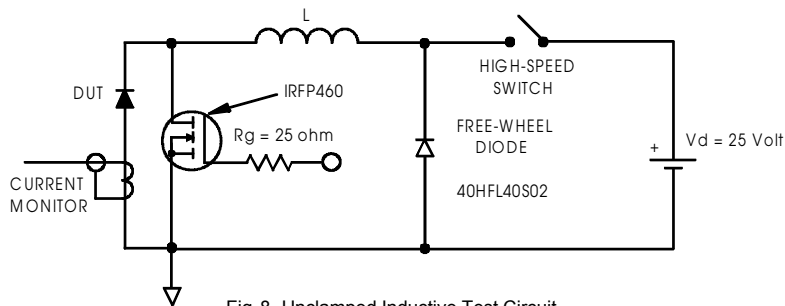 L
HIGH-SPEED
SWITCH
DUT
IRFP460
Rg = 25 ohm
FREE-WHEEL
DIODE
40HFL40S02
+
Vd = 25 Volt
CURRENT
MONITOR
Fig. 8- Unclamped Inductive Test Circuit